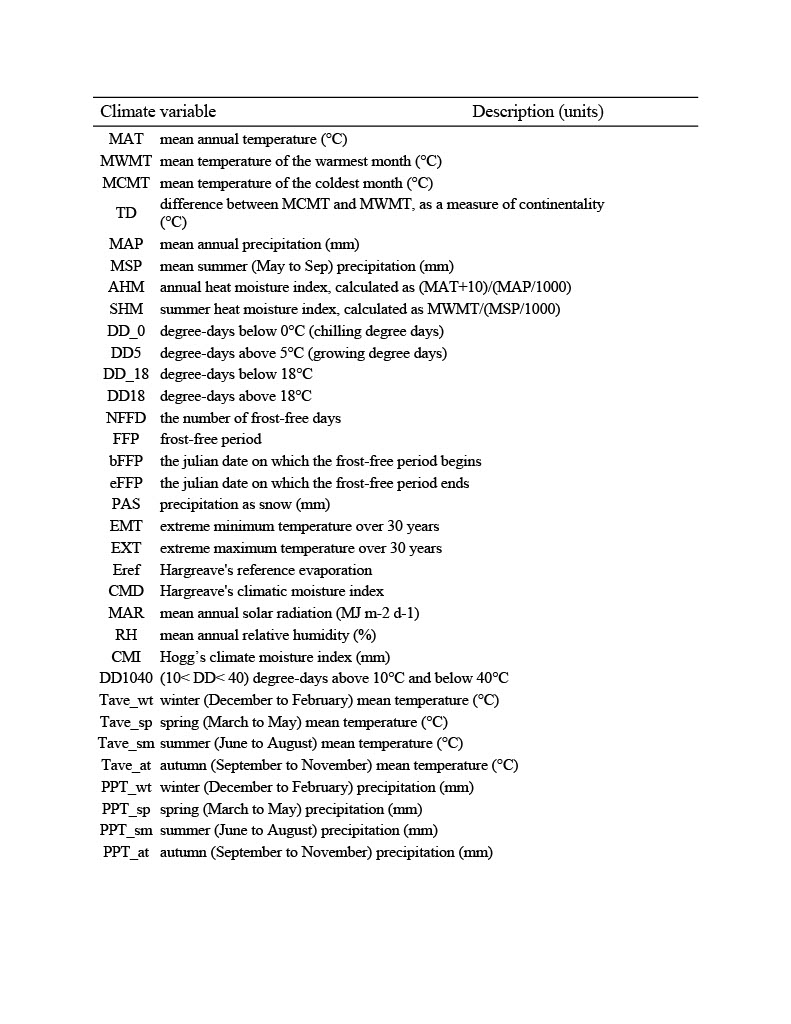 Climate variable Description (units)
MAT mean annual temperature (°C)
MWMT mean temperature of the warmest month (°C)
MCMT mean temperature of the coldest month (°C)
TD difference between MCMT and MWMT, as a measure of continentality
(°C)
MAP mean annual precipitation (mm)
MSP mean summer (May to Sep) precipitation (mm)
AHM annual heat moisture index, calculated as (MAT+10)/(MAP/1000)
SHM summer heat moisture index, calculated as MWMT/(MSP/1000)
DD_0 degree-days below 0°C (chilling degree days)
DD5 degree-days above 5°C (growing degree days)
DD_18 degree-days below 18°C
DD18 degree-days above 18°C
NFFD the number of frost-free days
FFP frost-free period
bFFP the julian date on which the frost-free period begins
eFFP the julian date on which the frost-free period ends
PAS precipitation as snow (mm)
EMT extreme minimum temperature over 30 years
EXT extreme maximum temperature over 30 years
Eref Hargreave's reference evaporation
CMD Hargreave's climatic moisture index
MAR mean annual solar radiation (MJ m-2 d-1)
RH mean annual relative humidity (%)
CMI Hogg’s climate moisture index (mm)
DD1040 (10< DD< 40) degree-days above 10°C and below 40°C
Tave_wt winter (December to February) mean temperature (°C)
Tave_sp spring (March to May) mean temperature (°C)
Tave_sm summer (June to August) mean temperature (°C)
Tave_at autumn (September to November) mean temperature (°C)
PPT_wt winter (December to February) precipitation (mm)
PPT_sp spring (March to May) precipitation (mm)
PPT_sm summer (June to August) precipitation (mm)
PPT_at autumn (September to November) precipitation (mm)